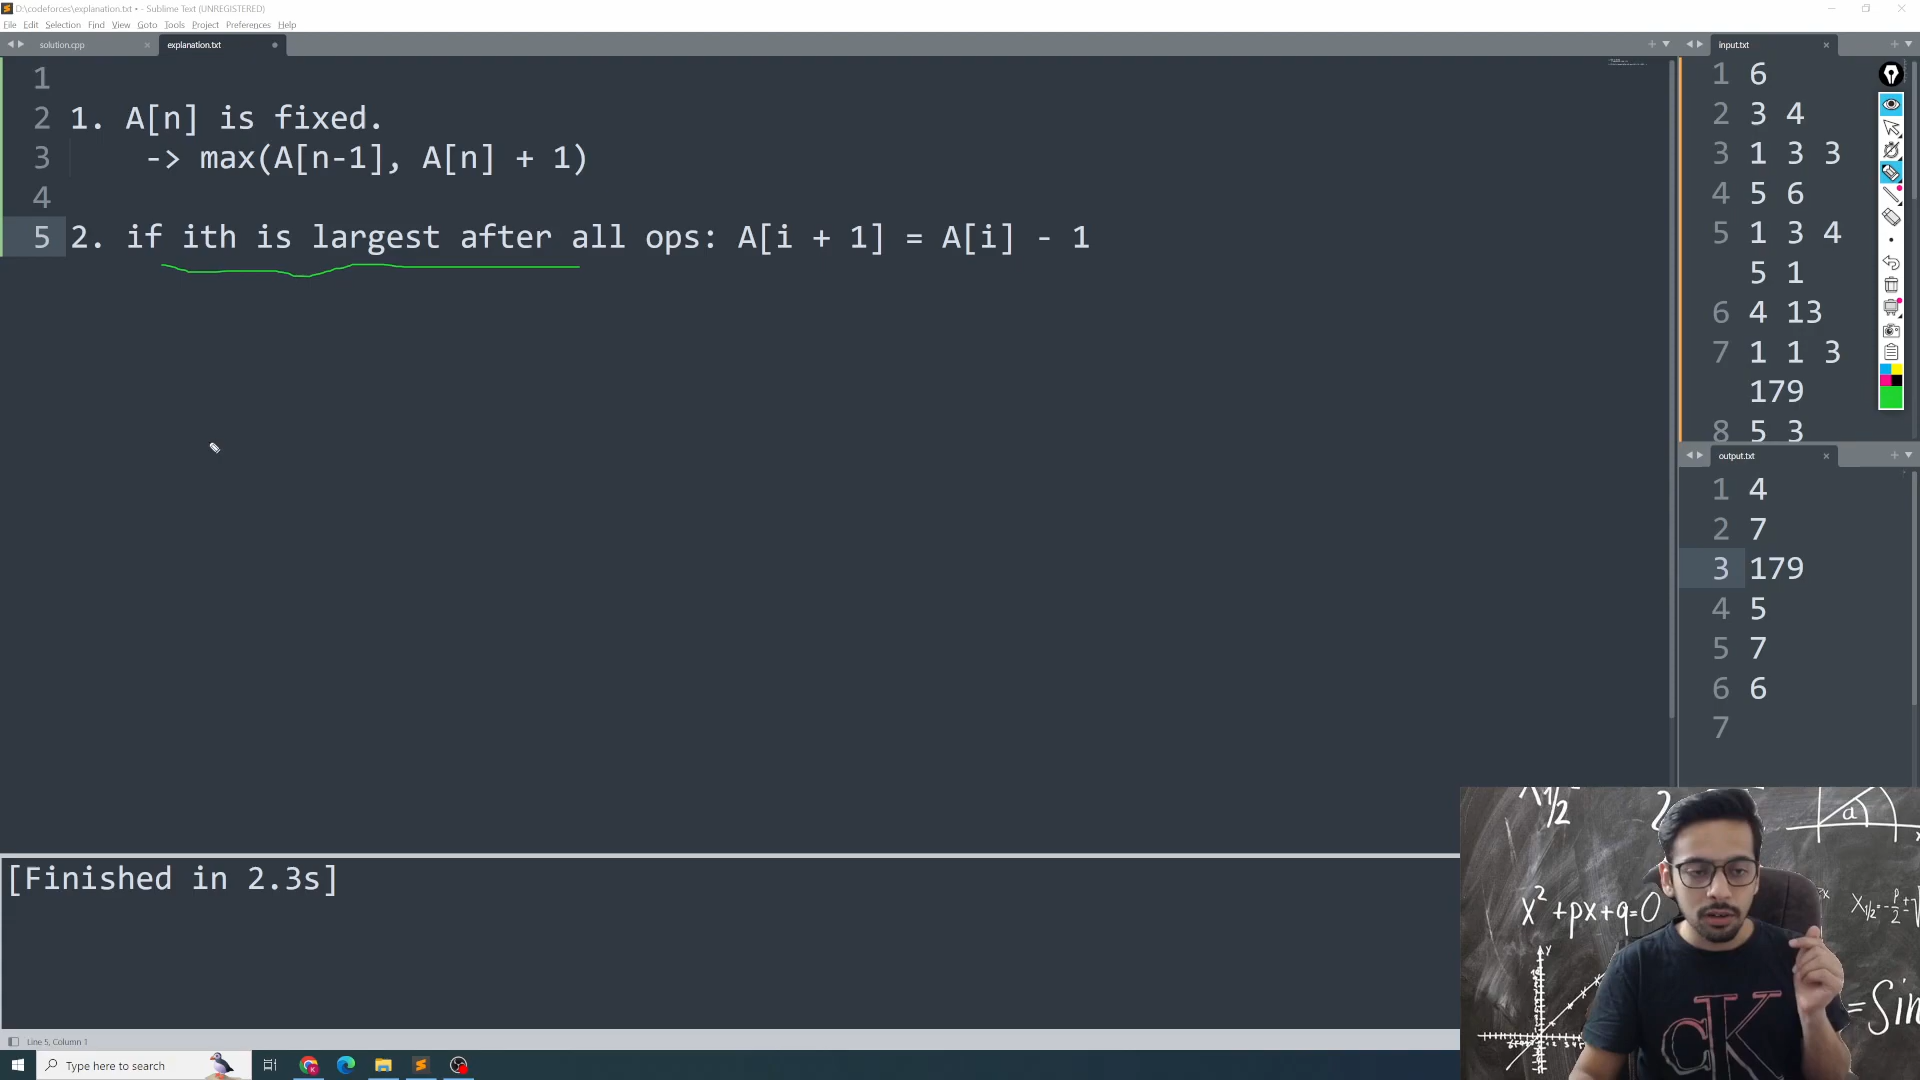 D:\codeforces\explanation.txt • - Sublime Text (UNREGISTERED)
File Edit Selection Find View Goto Tools Project Preferences Help
solution.cpp
explanation.txt
1
2 1. A[n] is fixed.
3 -> max(A[n-1], A[n] + 1)
4
5 2. if ith is largest after all ops: A[i + 1] = A[i] - 1
input.txt
1 6
2 3 4
3 1 3 3
4 5 6
5 1 3 4
5 1
6 4 13
7 1 1 3
179
8 5 3
output.txt
1 4
2 7
3 179
4 5
5 7
6 6
7
[Finished in 2.3s]
a
x² +px+q=0
y
= Sin
CK
Line 5, Column 1
Type here to search